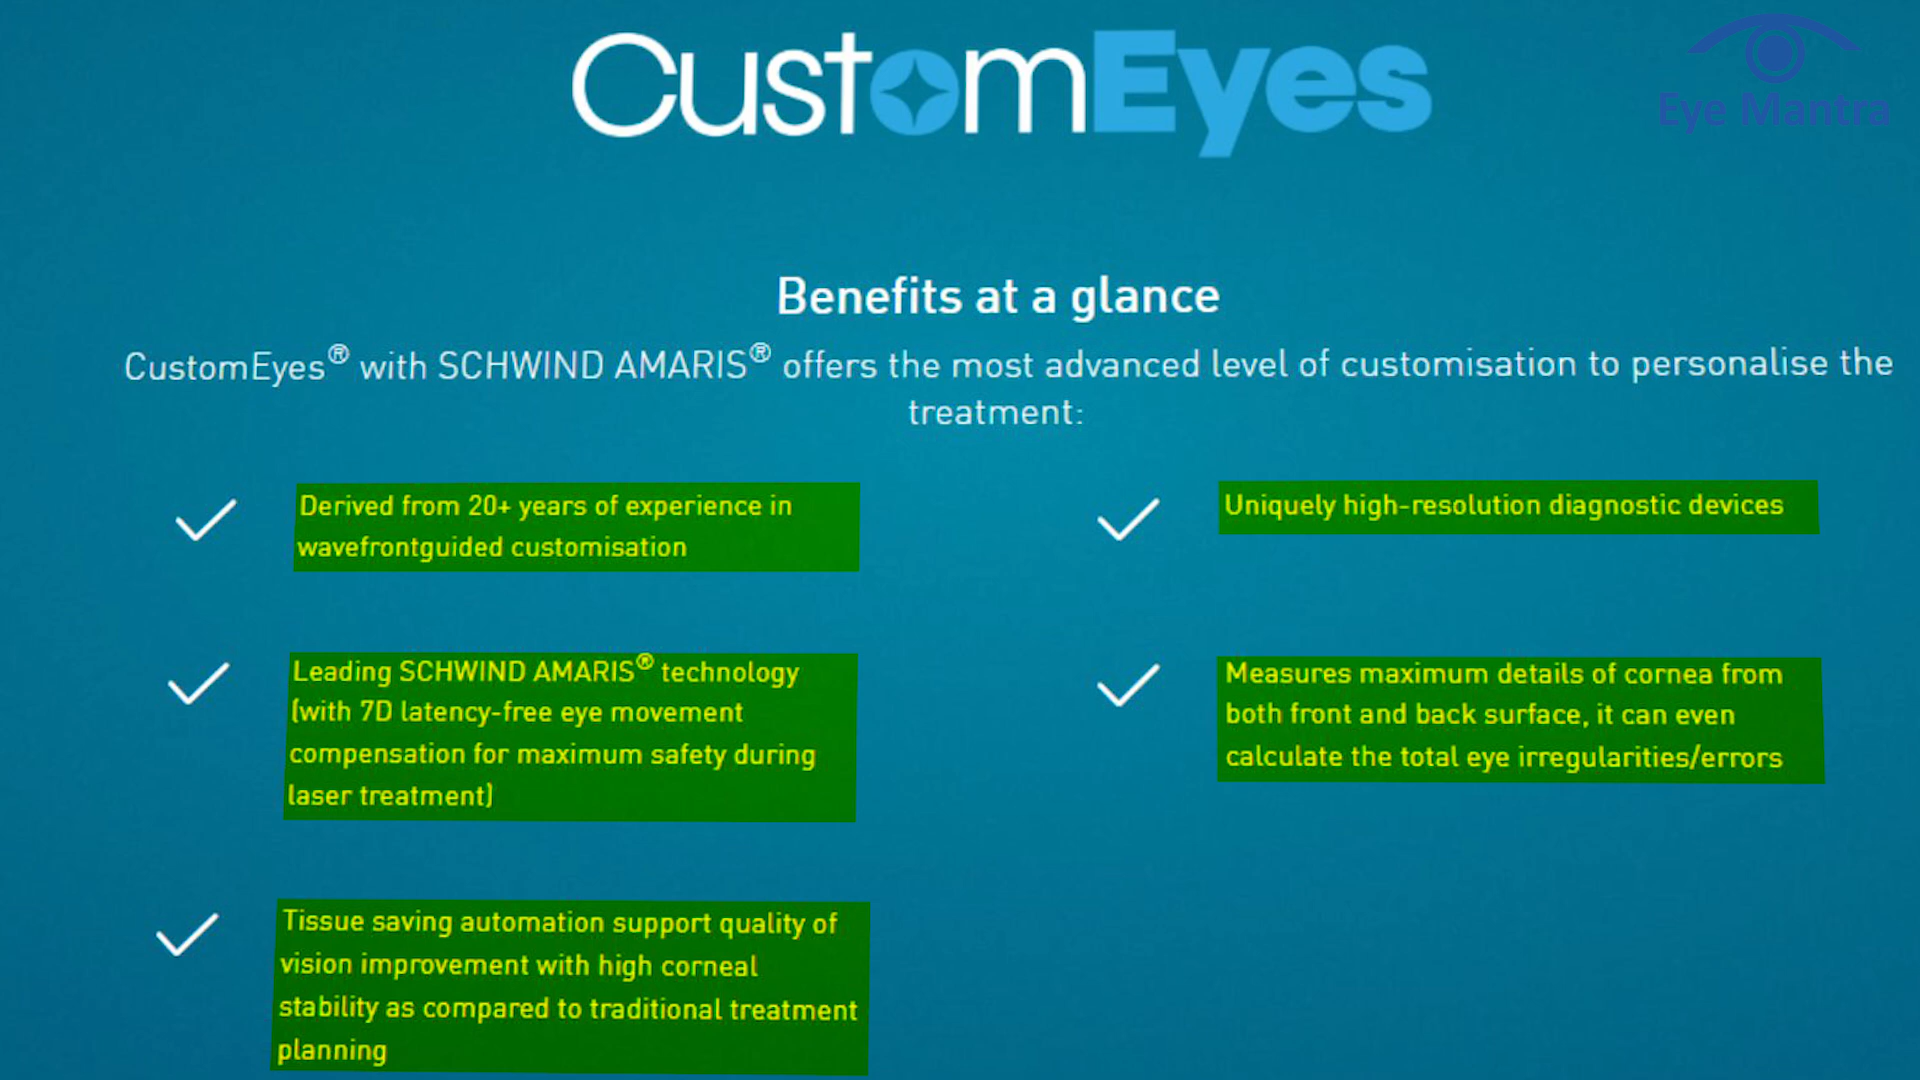 CustomEyes
Eye Mantra
Benefits at a glance
CustomEyes® with SCHWIND AMARIS® offers the most advanced level of customisation to personalise the
treatment:
Derived from 20+ years of experience in
wavefrontguided customisation
Uniquely high-resolution diagnostic devices
Leading SCHWIND AMARIS® technology
(with 7D latency-free eye movement
compensation for maximum safety during
laser treatment)
Measures maximum details of cornea from
both front and back surface, it can even
calculate the total eye irregularities/errors
Tissue saving automation support quality of
vision improvement with high corneal
stability as compared to traditional treatment
planning